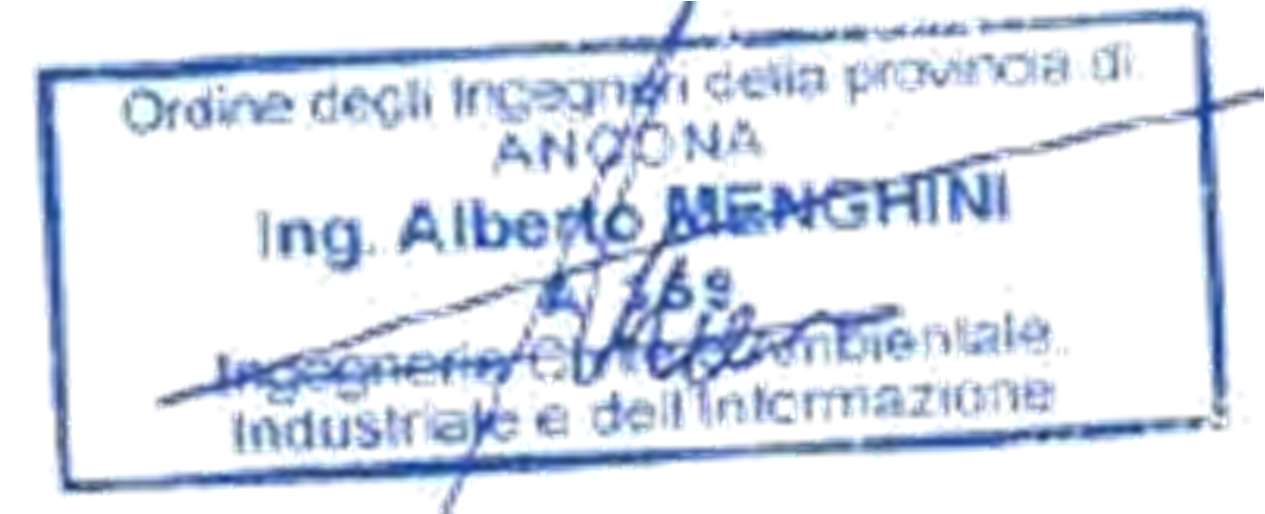 Ordine degli Ingegneri della provincia di
ANCONA
Ing. Alberto MENGHINI
Ingegneria Civile Ambientale
Industriale e dell'Informazione